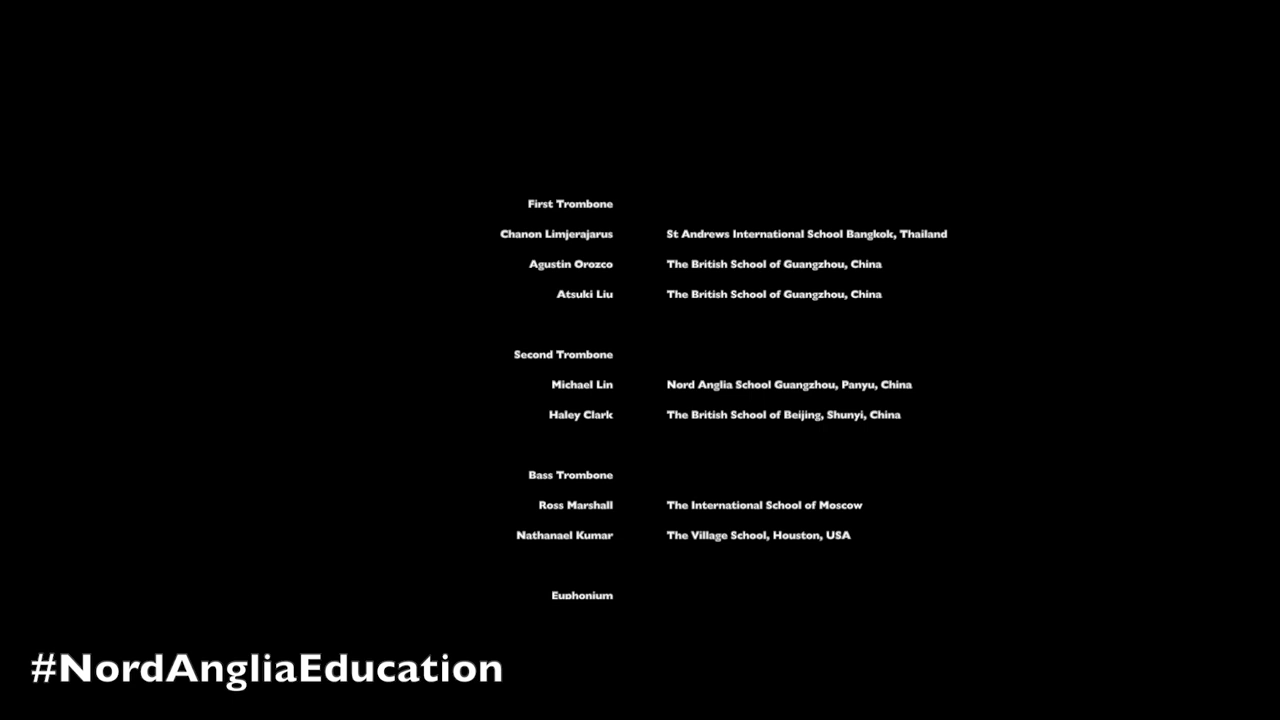 First Trombone
Chanon Limjerajarus St Andrews International School Bangkok, Thailand
Agustin Orozco The British School of Guangzhou, China
Atsuki Liu The British School of Guangzhou, China
Second Trombone
Michael Lin Nord Anglia School Guangzhou, Panyu, China
Haley Clark The British School of Beijing, Shunyi, China
Bass Trombone
Ross Marshall The International School of Moscow
Nathanael Kumar The Village School, Houston, USA
Euphonium
#NordAngliaEducation